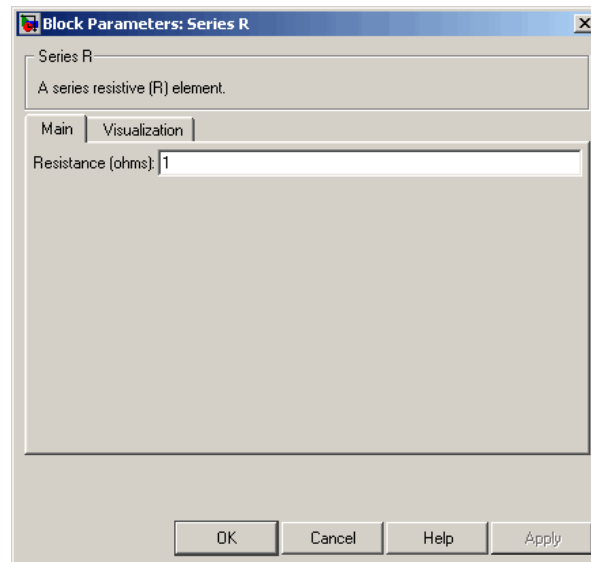 Block Parameters: Series R
Series R
A series resistive (R) element.
Main Visualization
Resistance (ohms): 1
OK Cancel Help Apply